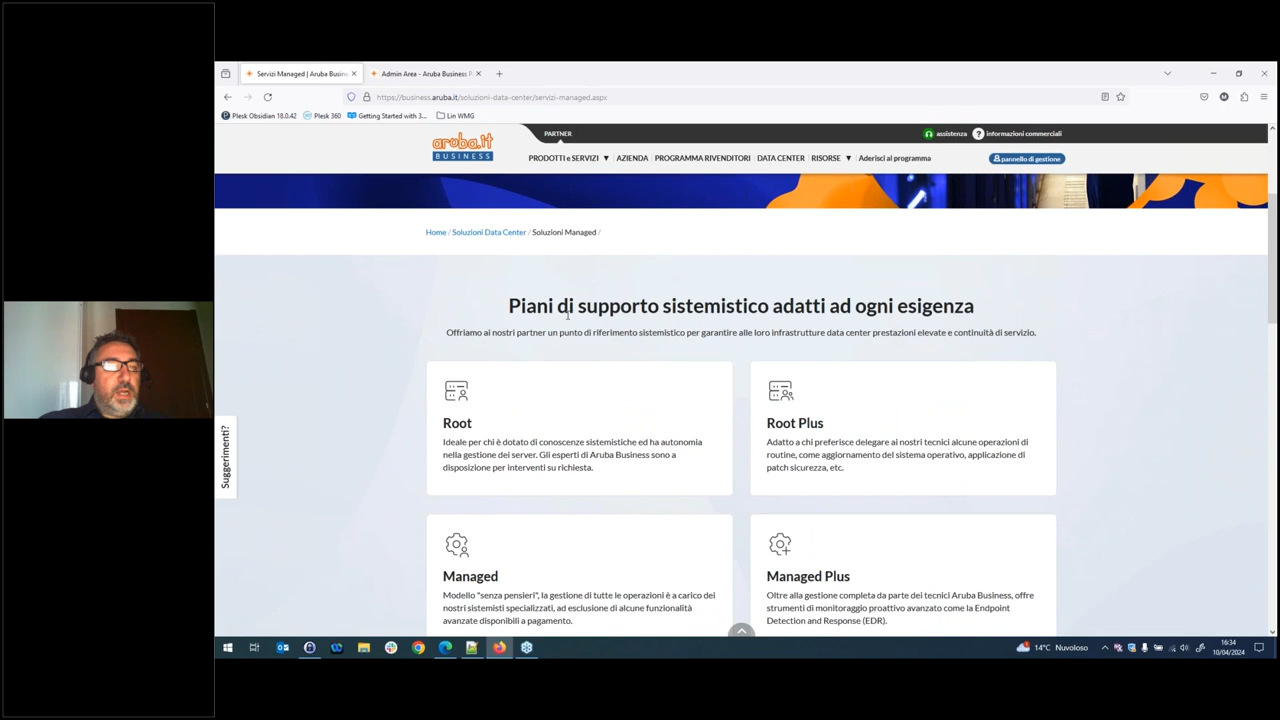 Servizi Managed | Aruba Busine
Admin Area - Aruba Business P
https://business.aruba.it/soluzioni-data-center/servizi-managed.aspx
Plesk Obsidian 18.0.42
Plesk 360
Getting Started with 3...
Lin WMG
aruba.it
BUSINESS
PARTNER
assistenza
informazioni commerciali
PRODOTTI e SERVIZI
AZIENDA
PROGRAMMA RIVENDITORI
DATA CENTER
RISORSE
Aderisci al programma
pannello di gestione
Home / Soluzioni Data Center / Soluzioni Managed /
Piani di supporto sistemistico adatti ad ogni esigenza
Offriamo ai nostri partner un punto di riferimento sistemistico per garantire alle loro infrastrutture data center prestazioni elevate e continuità di servizio.
Root
Ideale per chi è dotato di conoscenze sistemistiche ed ha autonomia
nella gestione dei server. Gli esperti di Aruba Business sono a
disposizione per interventi su richiesta.
Root Plus
Adatto a chi preferisce delegare ai nostri tecnici alcune operazioni di
routine, come aggiornamento del sistema operativo, applicazione di
patch sicurezza, etc.
Managed
Modello "senza pensieri", la gestione di tutte le operazioni è a carico dei
nostri sistemisti specializzati, ad esclusione di alcune funzionalità
avanzate disponibili a pagamento.
Managed Plus
Oltre alla gestione completa da parte dei tecnici Aruba Business, offre
strumenti di monitoraggio proattivo avanzato come la Endpoint
Detection and Response (EDR).
Suggerimenti?
14°C Nuvoloso
16:34
10/04/2024